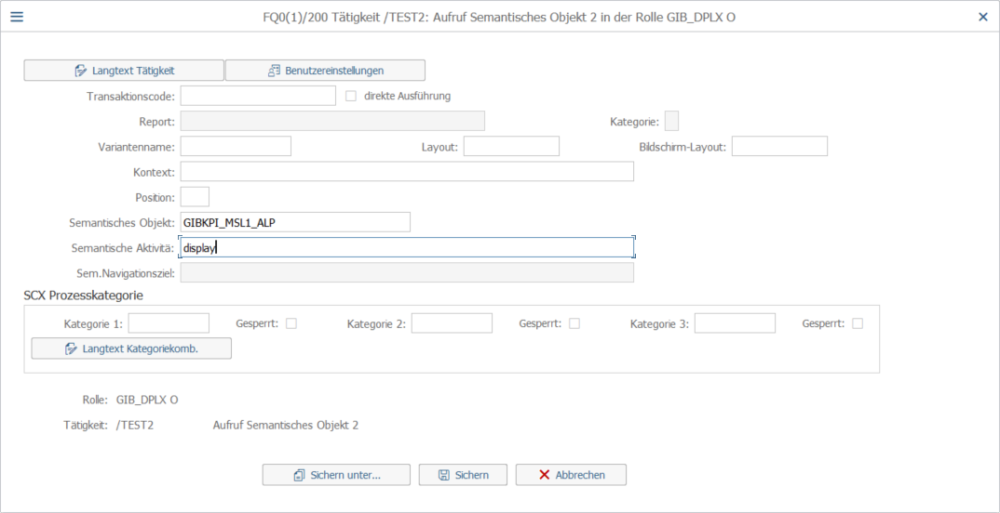 FQ0(1)/200 Tätigkeit /TEST2: Aufruf Semantisches Objekt 2 in der Rolle GIB_DPLX O
Langtext Tätigkeit Benutzereinstellungen
Transaktionscode: direkte Ausführung
Report: Kategorie:
Variantenname: Layout: Bildschirm-Layout:
Kontext:
Position:
Semantisches Objekt: GIBKPI_MSL1_ALP
Semantische Aktivitä: display
Sem.Navigationsziel:
SCX Prozesskategorie
Kategorie 1: Gesperrt: Kategorie 2: Gesperrt: Kategorie 3: Gesperrt:
Langtext Kategoriekomb.
Rolle: GIB_DPLX O
Tätigkeit: /TEST2 Aufruf Semantisches Objekt 2
Sichern unter... Sichern Abbrechen